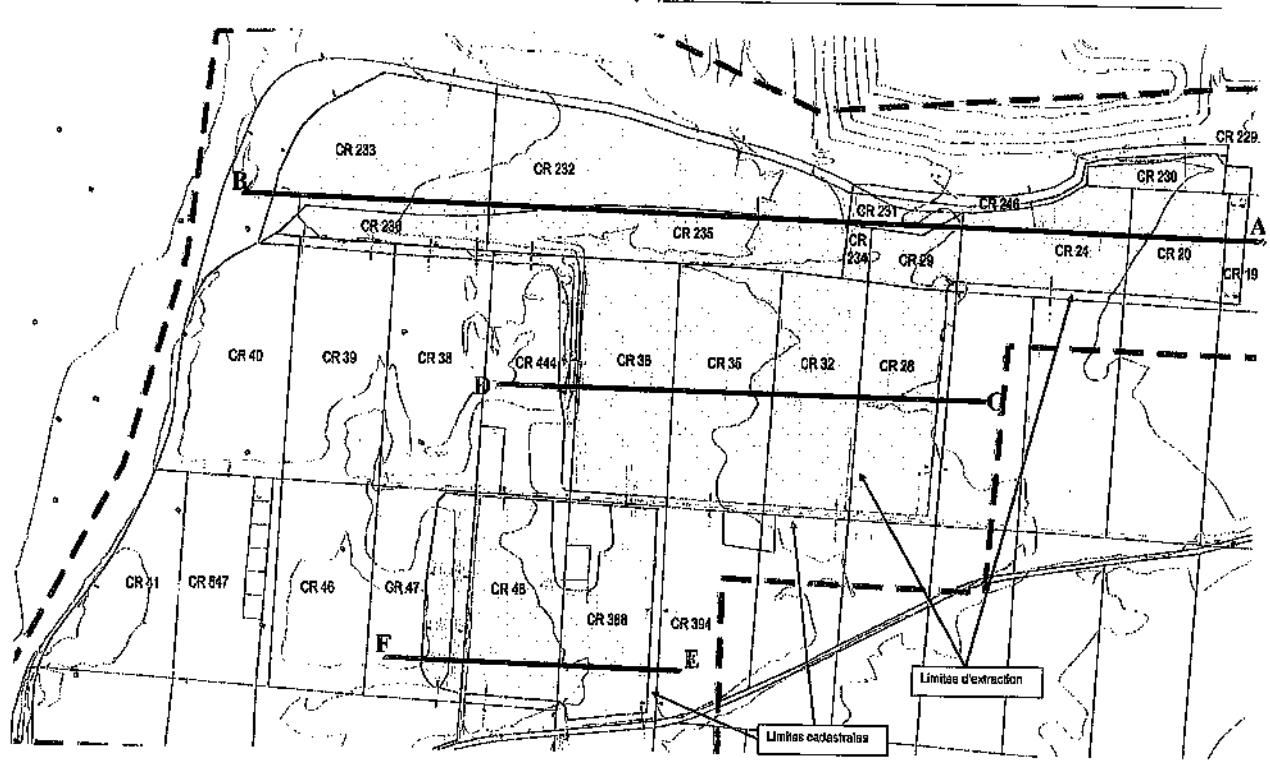 CR 229
CR 233
CR 232
CR 230
B
CR 231
CR 246
CR 235
A
CR
234
CR 29
CR 24
CR 20
CR 19
CR 40
CR 39
CR 38
CR 444
CR 36
CR 35
CR 32
CR 28
D
C
CR 41
CR 547
CR 46
CR 47
CR 48
CR 388
CR 394
F
E
Limites d'extraction
Limites cadastrales